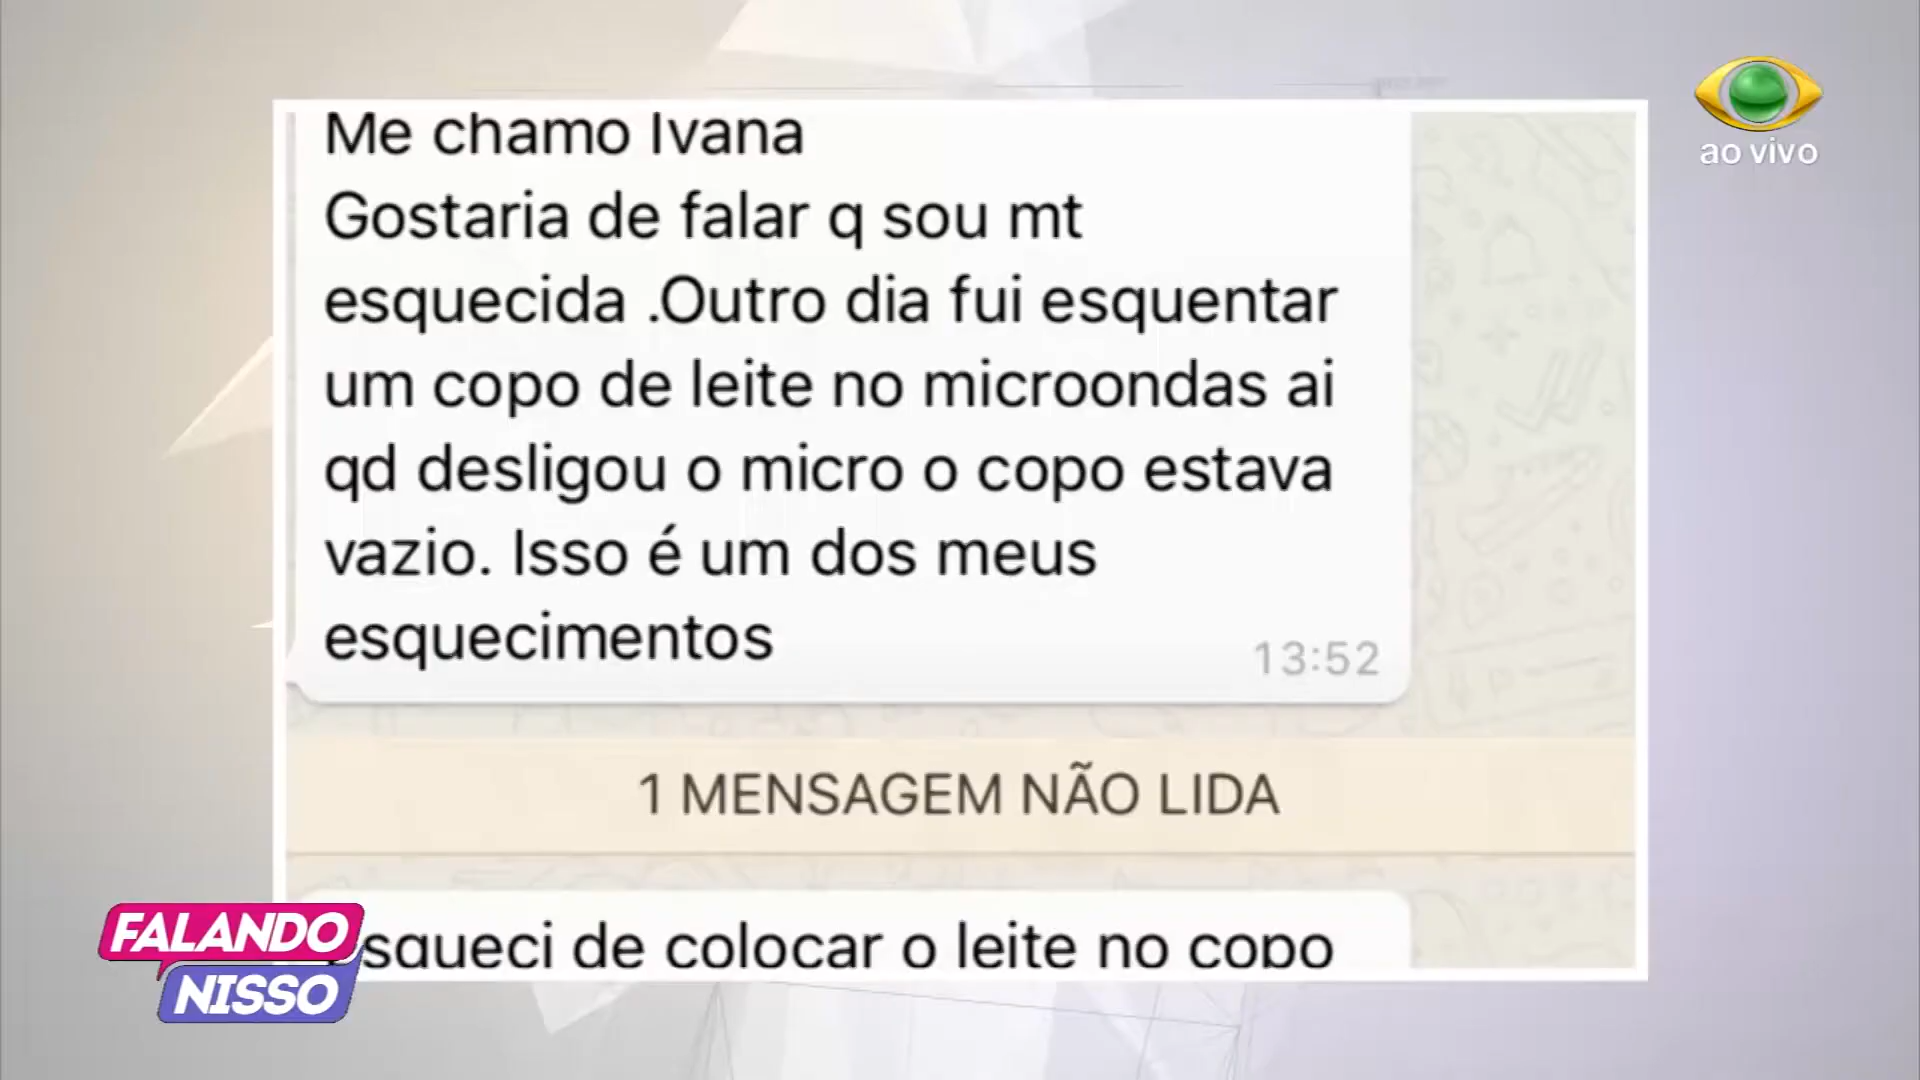 ao vivo
Me chamo Ivana
Gostaria de falar q sou mt
esquecida .Outro dia fui esquentar
um copo de leite no microondas ai
qd desligou o micro o copo estava
vazio. Isso é um dos meus
esquecimentos
13:52
1 MENSAGEM NÃO LIDA
squeci de colocar o leite no copo
FALANDO
NISSO